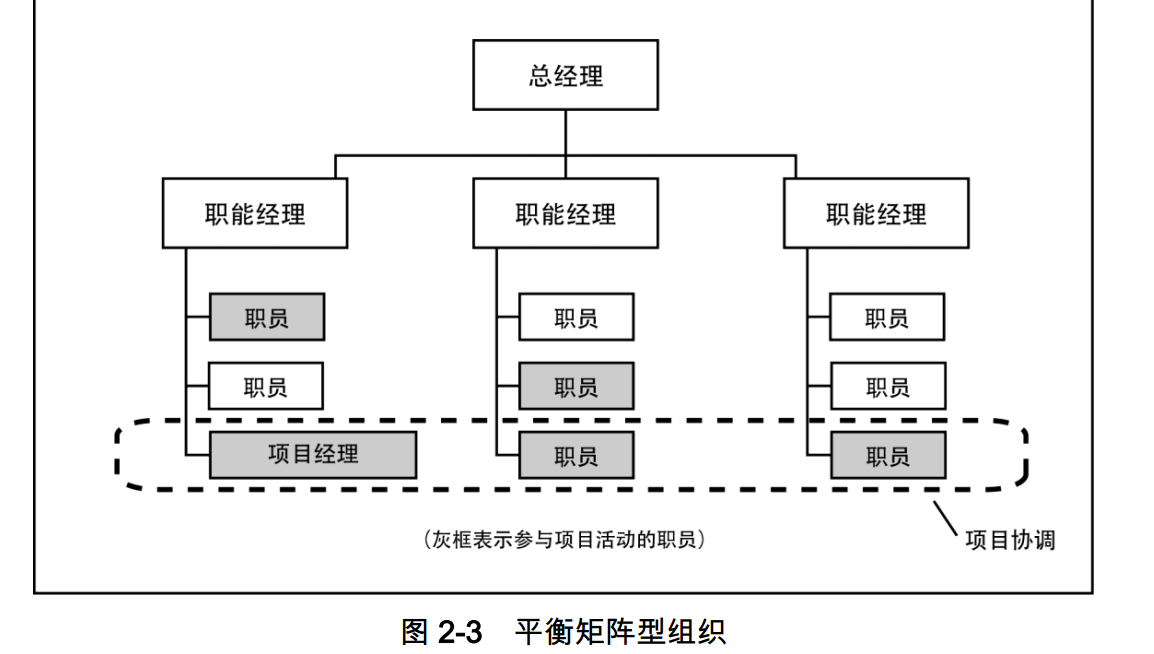 总经理
职能经理 职能经理 职能经理
职员 职员 职员
职员 职员 职员
项目经理 职员 职员
（灰框表示参与项目活动的职员）
项目协调
图 2-3 平衡矩阵型组织